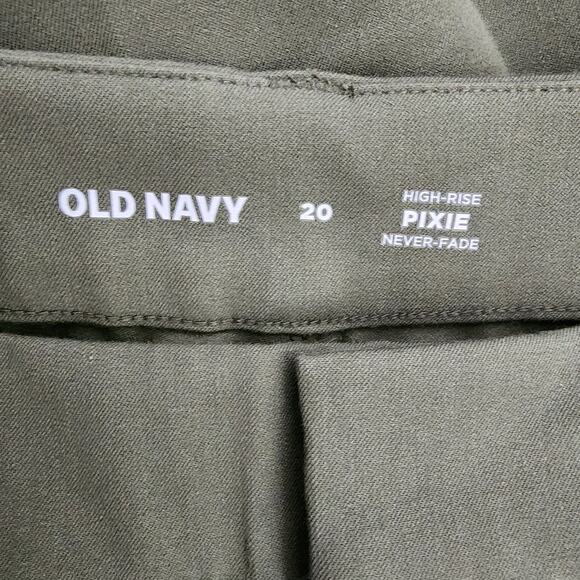 OLD NAVY
20
HIGH-RISE
PIXIE
NEVER-FADE